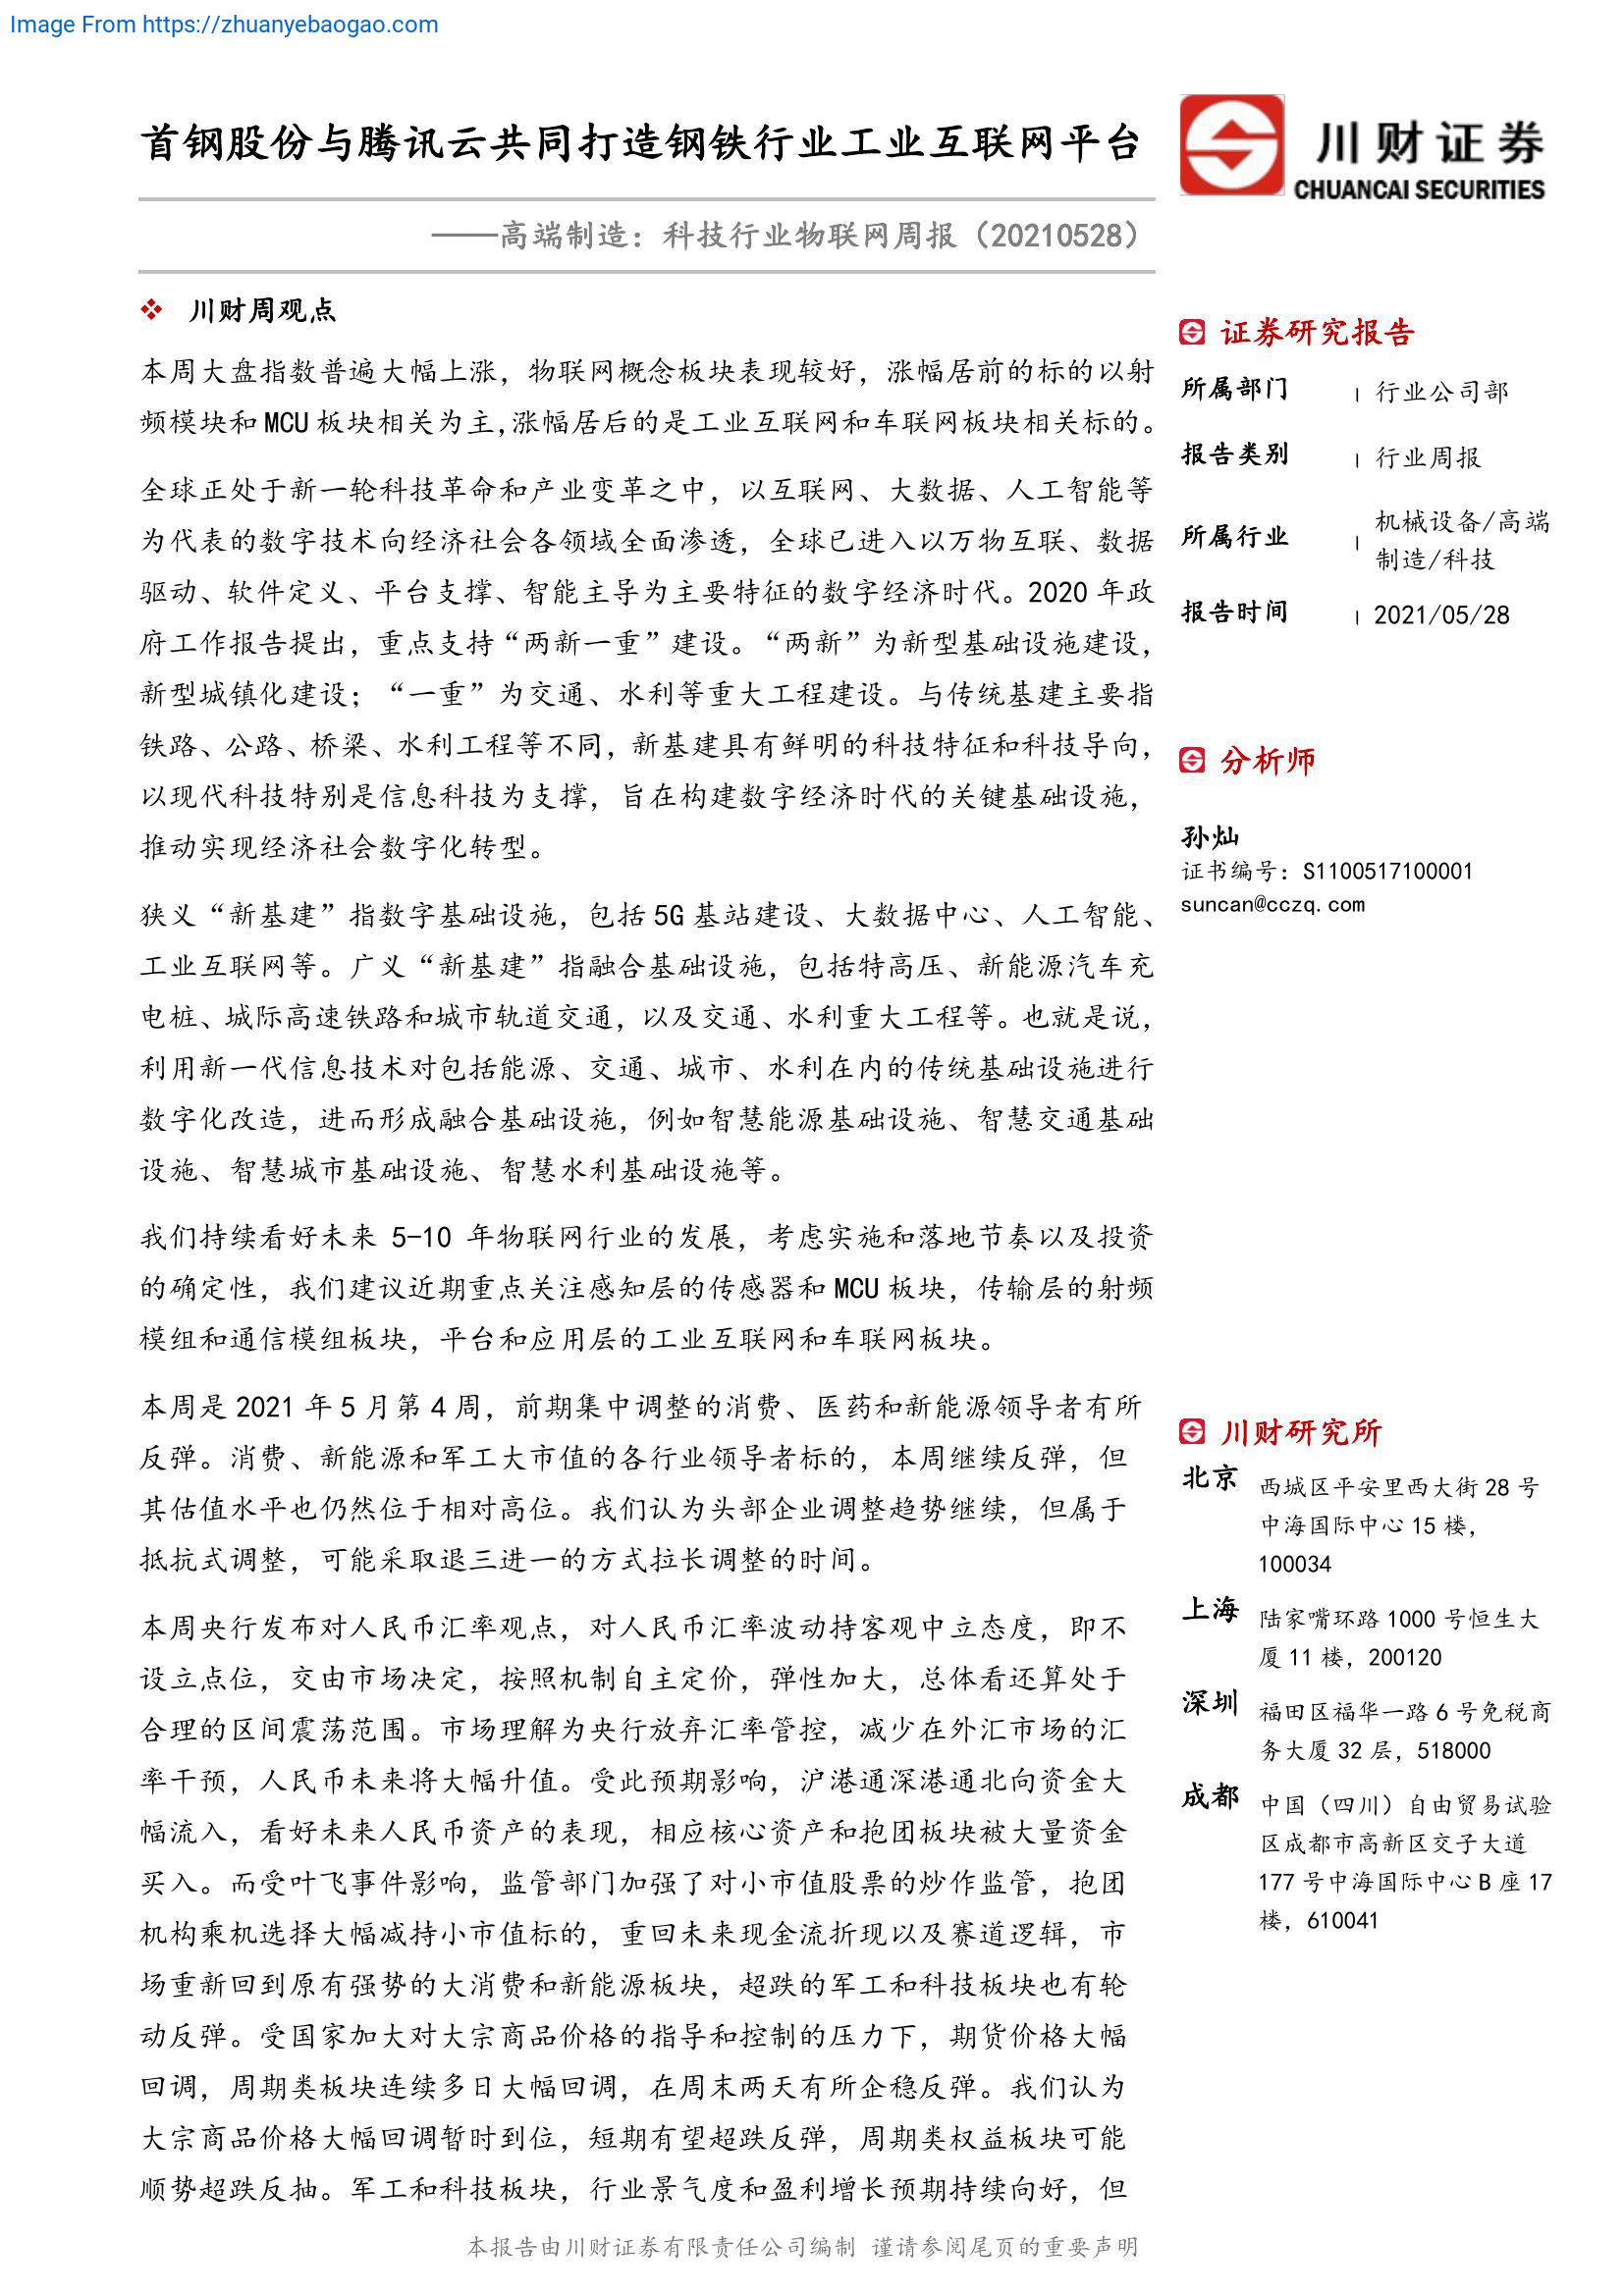 Image From https://zhuanyebaogao.com
首钢股份与腾讯云共同打造钢铁行业工业互联网平台
——高端制造：科技行业物联网周报（20210528）
川财证券
CHUANCAI SECURITIES
❖ 川财周观点
本周大盘指数普遍大幅上涨，物联网概念板块表现较好，涨幅居前的标的以射
频模块和 MCU 板块相关为主，涨幅居后的是工业互联网和车联网板块相关标的。
全球正处于新一轮科技革命和产业变革之中，以互联网、大数据、人工智能等
为代表的数字技术向经济社会各领域全面渗透，全球已进入以万物互联、数据
驱动、软件定义、平台支撑、智能主导为主要特征的数字经济时代。2020 年政
府工作报告提出，重点支持“两新一重”建设。“两新”为新型基础设施建设，
新型城镇化建设；“一重”为交通、水利等重大工程建设。与传统基建主要指
铁路、公路、桥梁、水利工程等不同，新基建具有鲜明的科技特征和科技导向，
以现代科技特别是信息科技为支撑，旨在构建数字经济时代的关键基础设施，
推动实现经济社会数字化转型。
狭义“新基建”指数字基础设施，包括 5G 基站建设、大数据中心、人工智能、
工业互联网等。广义“新基建”指融合基础设施，包括特高压、新能源汽车充
电桩、城际高速铁路和城市轨道交通，以及交通、水利重大工程等。也就是说，
利用新一代信息技术对包括能源、交通、城市、水利在内的传统基础设施进行
数字化改造，进而形成融合基础设施，例如智慧能源基础设施、智慧交通基础
设施、智慧城市基础设施、智慧水利基础设施等。
我们持续看好未来 5-10 年物联网行业的发展，考虑实施和落地节奏以及投资
的确定性，我们建议近期重点关注感知层的传感器和 MCU 板块，传输层的射频
模组和通信模组板块，平台和应用层的工业互联网和车联网板块。
本周是 2021 年 5 月第 4 周，前期集中调整的消费、医药和新能源领导者有所
反弹。消费、新能源和军工大市值的各行业领导者标的，本周继续反弹，但
其估值水平也仍然位于相对高位。我们认为头部企业调整趋势继续，但属于
抵抗式调整，可能采取退三进一的方式拉长调整的时间。
本周央行发布对人民币汇率观点，对人民币汇率波动持客观中立态度，即不
设立点位，交由市场决定，按照机制自主定价，弹性加大，总体看还算处于
合理的区间震荡范围。市场理解为央行放弃汇率管控，减少在外汇市场的汇
率干预，人民币未来将大幅升值。受此预期影响，沪港通深港通北向资金大
幅流入，看好未来人民币资产的表现，相应核心资产和抱团板块被大量资金
买入。而受叶飞事件影响，监管部门加强了对小市值股票的炒作监管，抱团
机构乘机选择大幅减持小市值标的，重回未来现金流折现以及赛道逻辑，市
场重新回到原有强势的大消费和新能源板块，超跌的军工和科技板块也有轮
动反弹。受国家加大对大宗商品价格的指导和控制的压力下，期货价格大幅
回调，周期类板块连续多日大幅回调，在周末两天有所企稳反弹。我们认为
大宗商品价格大幅回调暂时到位，短期有望超跌反弹，周期类权益板块可能
顺势超跌反抽。军工和科技板块，行业景气度和盈利增长预期持续向好，但
证券研究报告
所属部门 | 行业公司部
报告类别 | 行业周报
所属行业 | 机械设备/高端
制造/科技
报告时间 | 2021/05/28
分析师
孙灿
证书编号：S1100517100001
suncan@cczq.com
川财研究所
北京 西城区平安里西大街 28 号
中海国际中心 15 楼，
100034
上海 陆家嘴环路 1000 号恒生大
厦 11 楼，200120
深圳 福田区福华一路 6 号免税商
务大厦 32 层，518000
成都 中国（四川）自由贸易试验
区成都市高新区交子大道
177 号中海国际中心 B 座 17
楼，610041
本报告由川财证券有限责任公司编制 谨请参阅尾页的重要声明